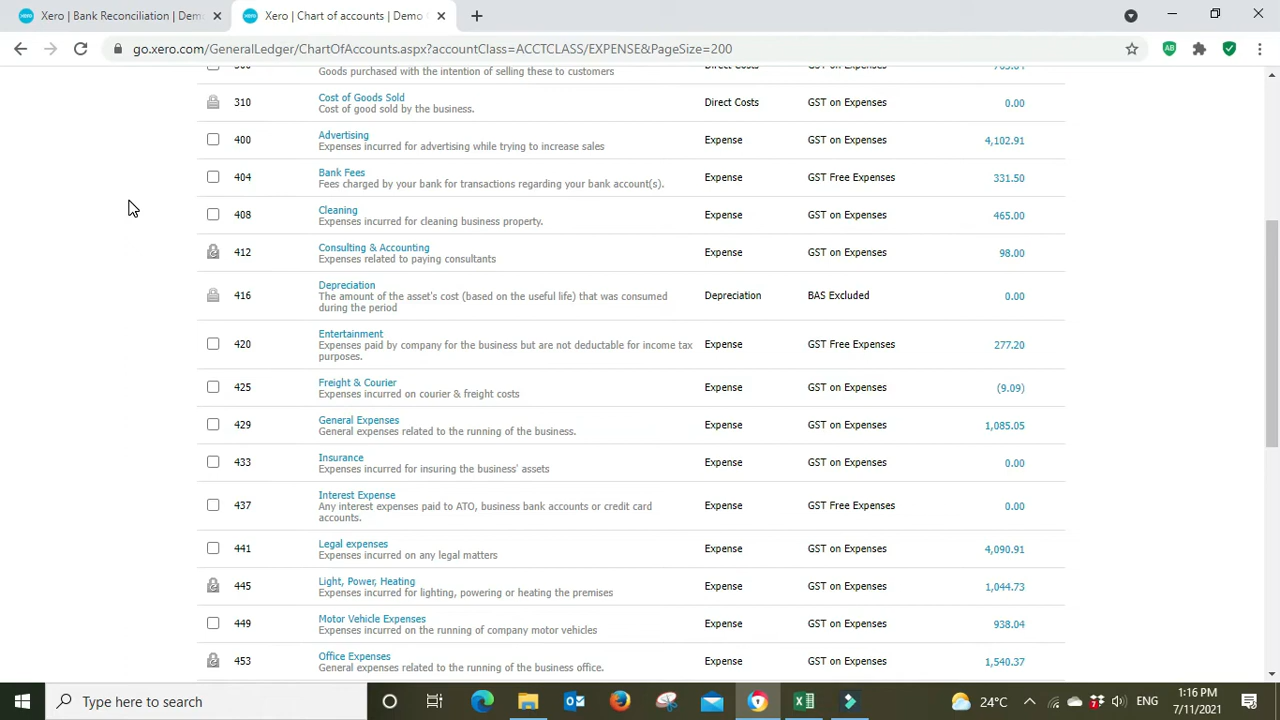 Xero | Bank Reconciliation | Demo
Xero | Chart of accounts | Demo
go.xero.com/GeneralLedger/ChartOfAccounts.aspx?accountClass=ACCTCLASS/EXPENSE&PageSize=200
Goods purchased with the intention of selling these to customers
310 Cost of Goods Sold Direct Costs GST on Expenses 0.00
Cost of good sold by the business.
400 Advertising Expense GST on Expenses 4,102.91
Expenses incurred for advertising while trying to increase sales
404 Bank Fees Expense GST Free Expenses 331.50
Fees charged by your bank for transactions regarding your bank account(s).
408 Cleaning Expense GST on Expenses 465.00
Expenses incurred for cleaning business property.
412 Consulting & Accounting Expense GST on Expenses 98.00
Expenses related to paying consultants
416 Depreciation Depreciation BAS Excluded 0.00
The amount of the asset's cost (based on the useful life) that was consumed
during the period
420 Entertainment Expense GST Free Expenses 277.20
Expenses paid by company for the business but are not deductable for income tax
purposes.
425 Freight & Courier Expense GST on Expenses (9.09)
Expenses incurred on courier & freight costs
429 General Expenses Expense GST on Expenses 1,085.05
General expenses related to the running of the business.
433 Insurance Expense GST on Expenses 0.00
Expenses incurred for insuring the business' assets
437 Interest Expense Expense GST Free Expenses 0.00
Any interest expenses paid to ATO, business bank accounts or credit card
accounts.
441 Legal expenses Expense GST on Expenses 4,090.91
Expenses incurred on any legal matters
445 Light, Power, Heating Expense GST on Expenses 1,044.73
Expenses incurred for lighting, powering or heating the premises
449 Motor Vehicle Expenses Expense GST on Expenses 938.04
Expenses incurred on the running of company motor vehicles
453 Office Expenses Expense GST on Expenses 1,540.37
General expenses related to the running of the business office.
Type here to search
24°C
ENG
1:16 PM
7/11/2021